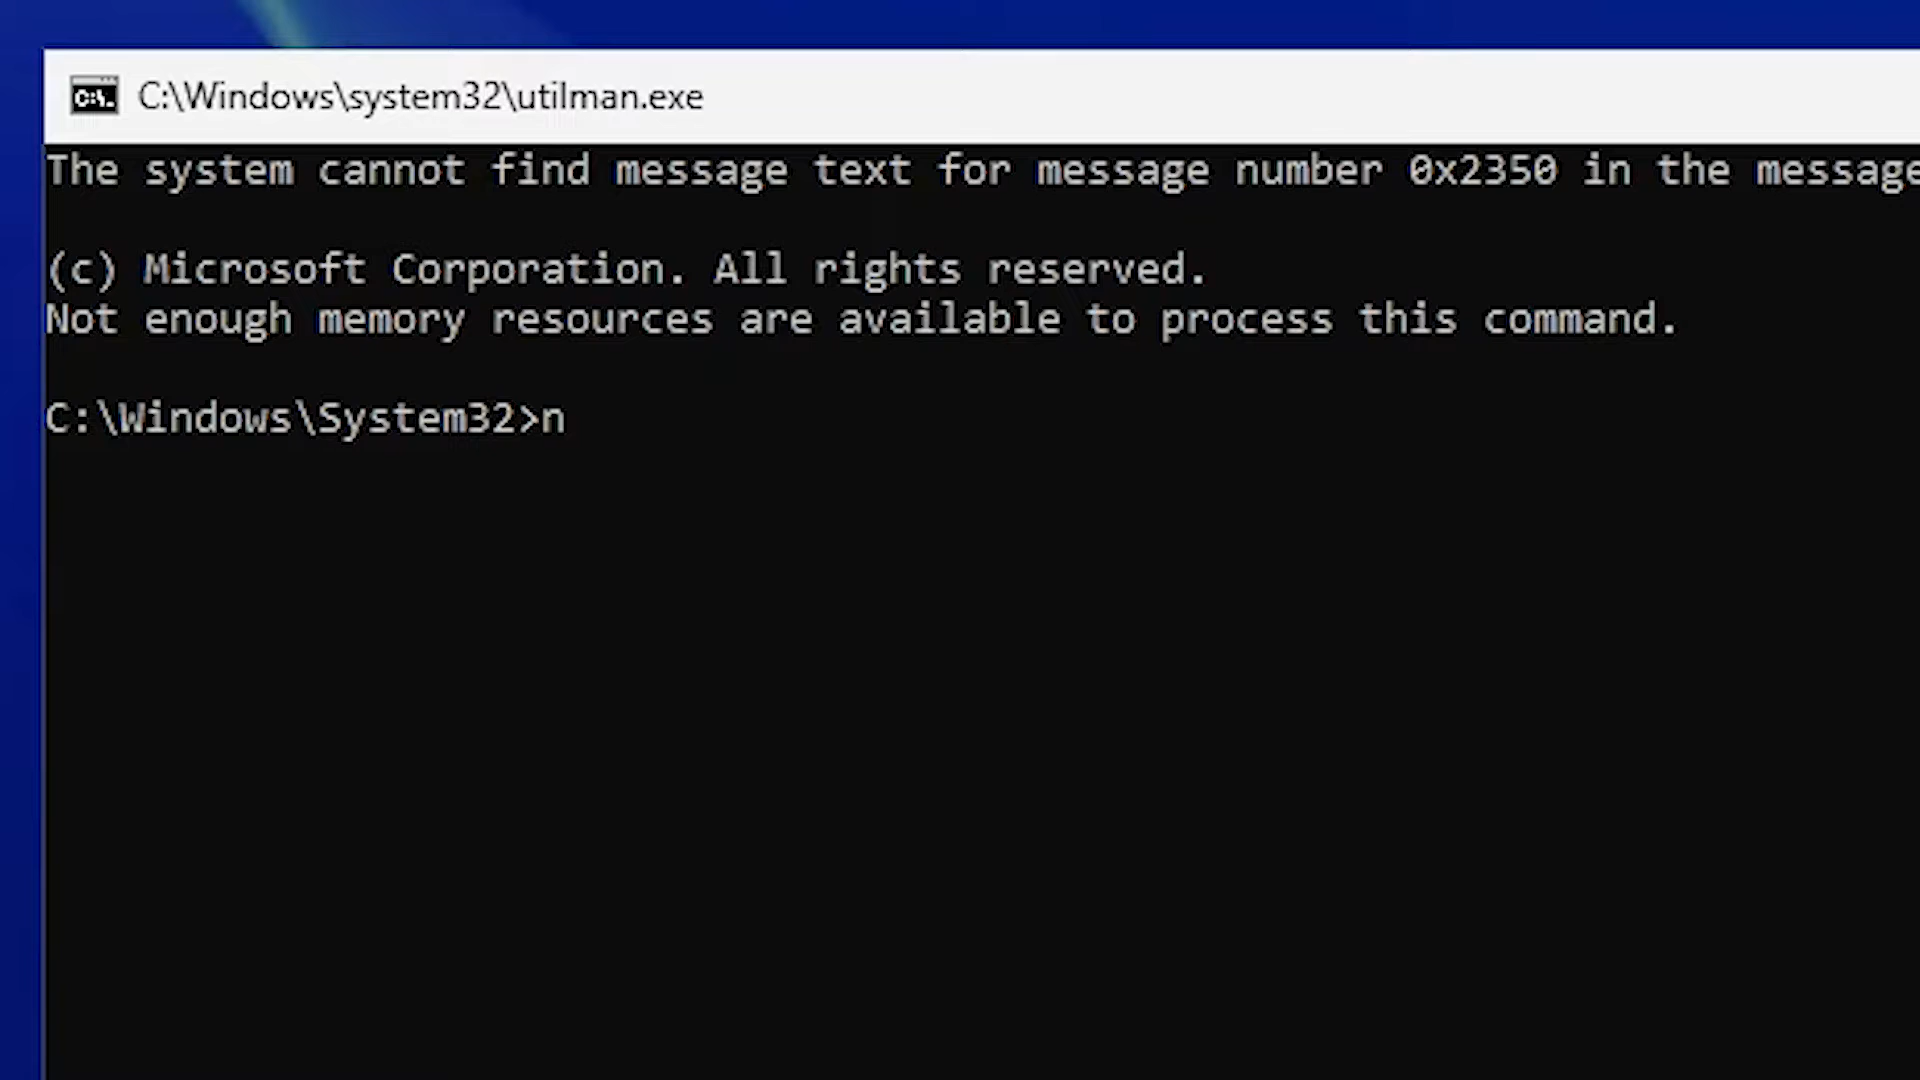 C:\Windows\system32\utilman.exe
The system cannot find message text for message number 0x2350 in the message
(c) Microsoft Corporation. All rights reserved.
Not enough memory resources are available to process this command.
C:\Windows\System32>n